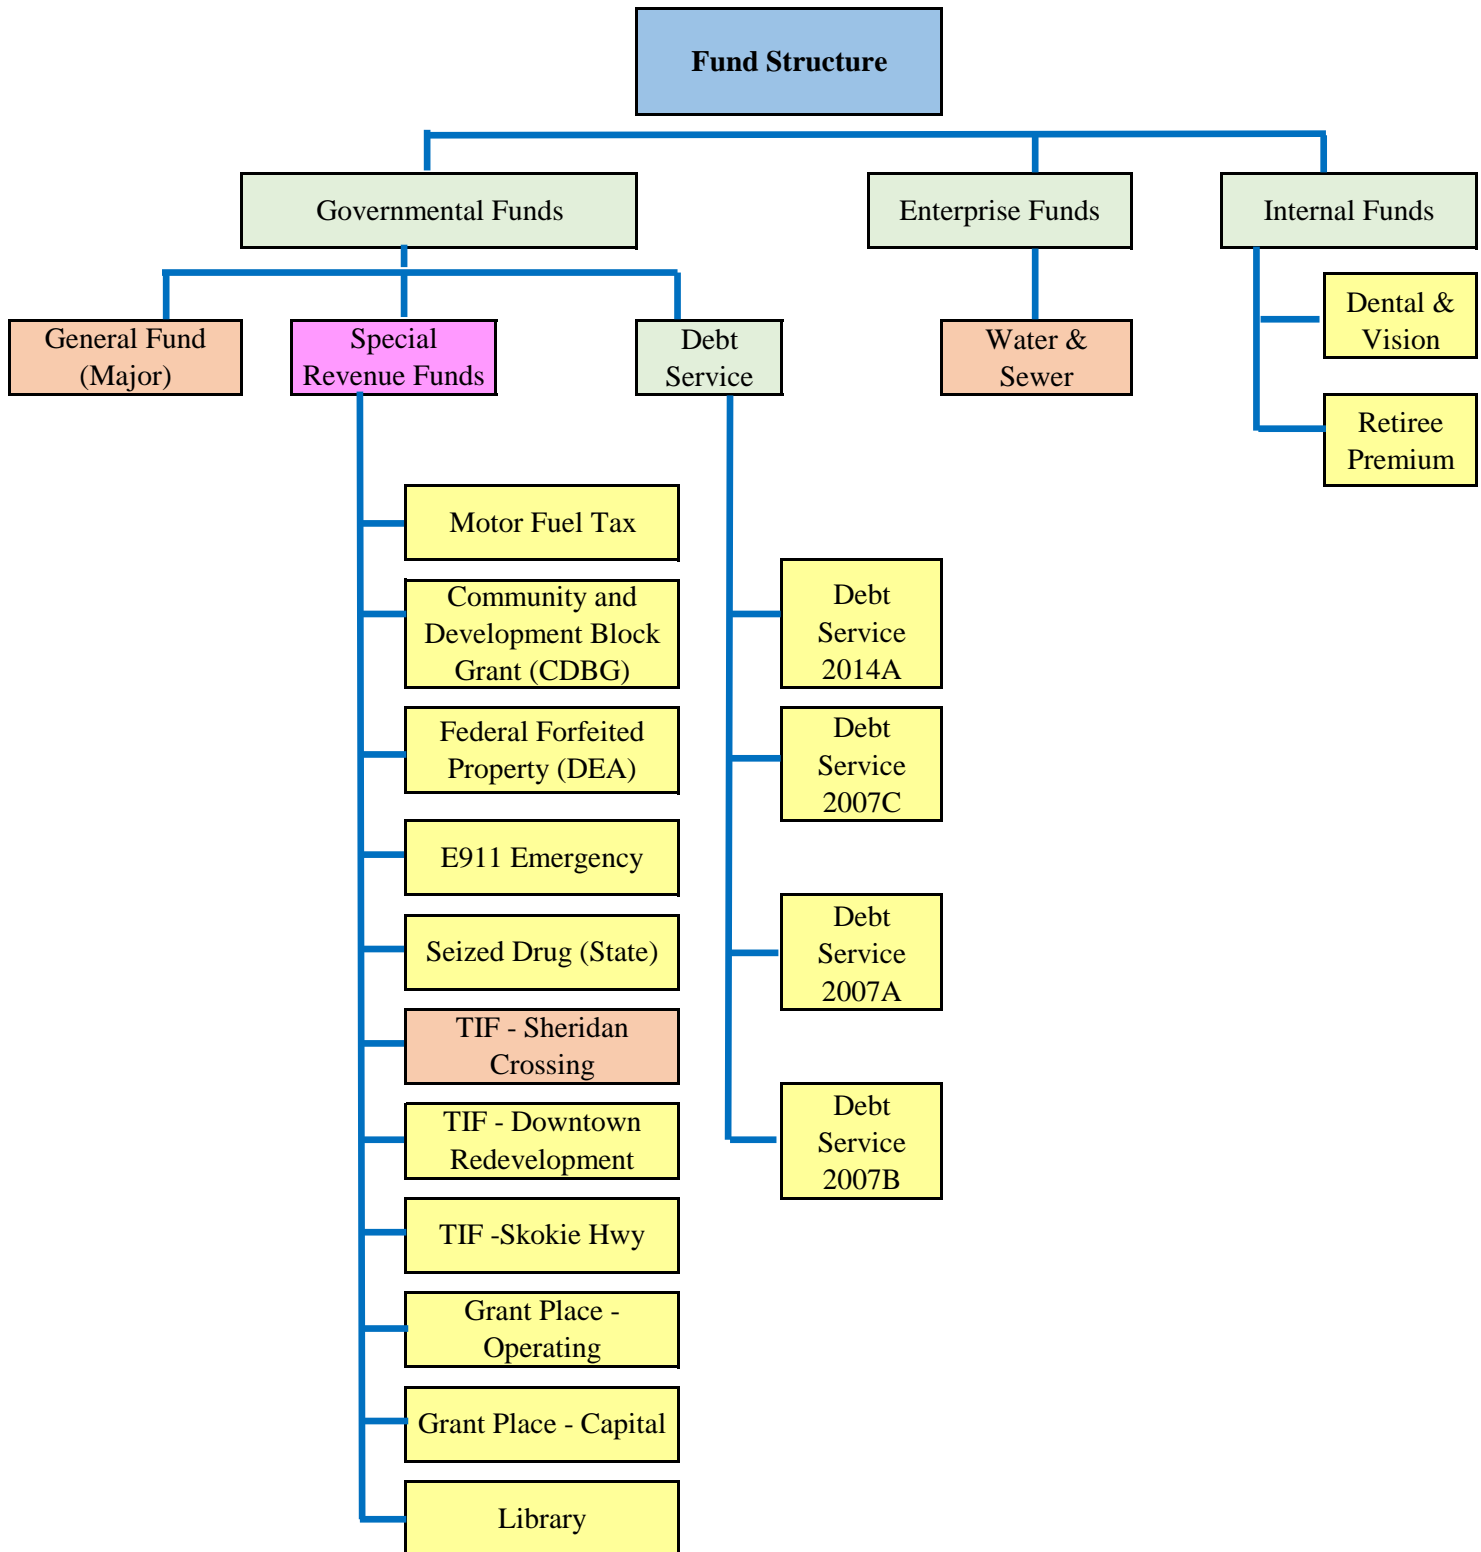 Fund Structure
Governmental Funds
Enterprise Funds
Internal Funds
General Fund
(Major)
Special
Revenue Funds
Debt
Service
Water &
Sewer
Dental &
Vision
Retiree
Premium
Motor Fuel Tax
Community and
Development Block
Grant (CDBG)
Federal Forfeited
Property (DEA)
E911 Emergency
Seized Drug (State)
TIF - Sheridan
Crossing
TIF - Downtown
Redevelopment
TIF -Skokie Hwy
Grant Place -
Operating
Grant Place - Capital
Library
Debt
Service
2014A
Debt
Service
2007C
Debt
Service
2007A
Debt
Service
2007B